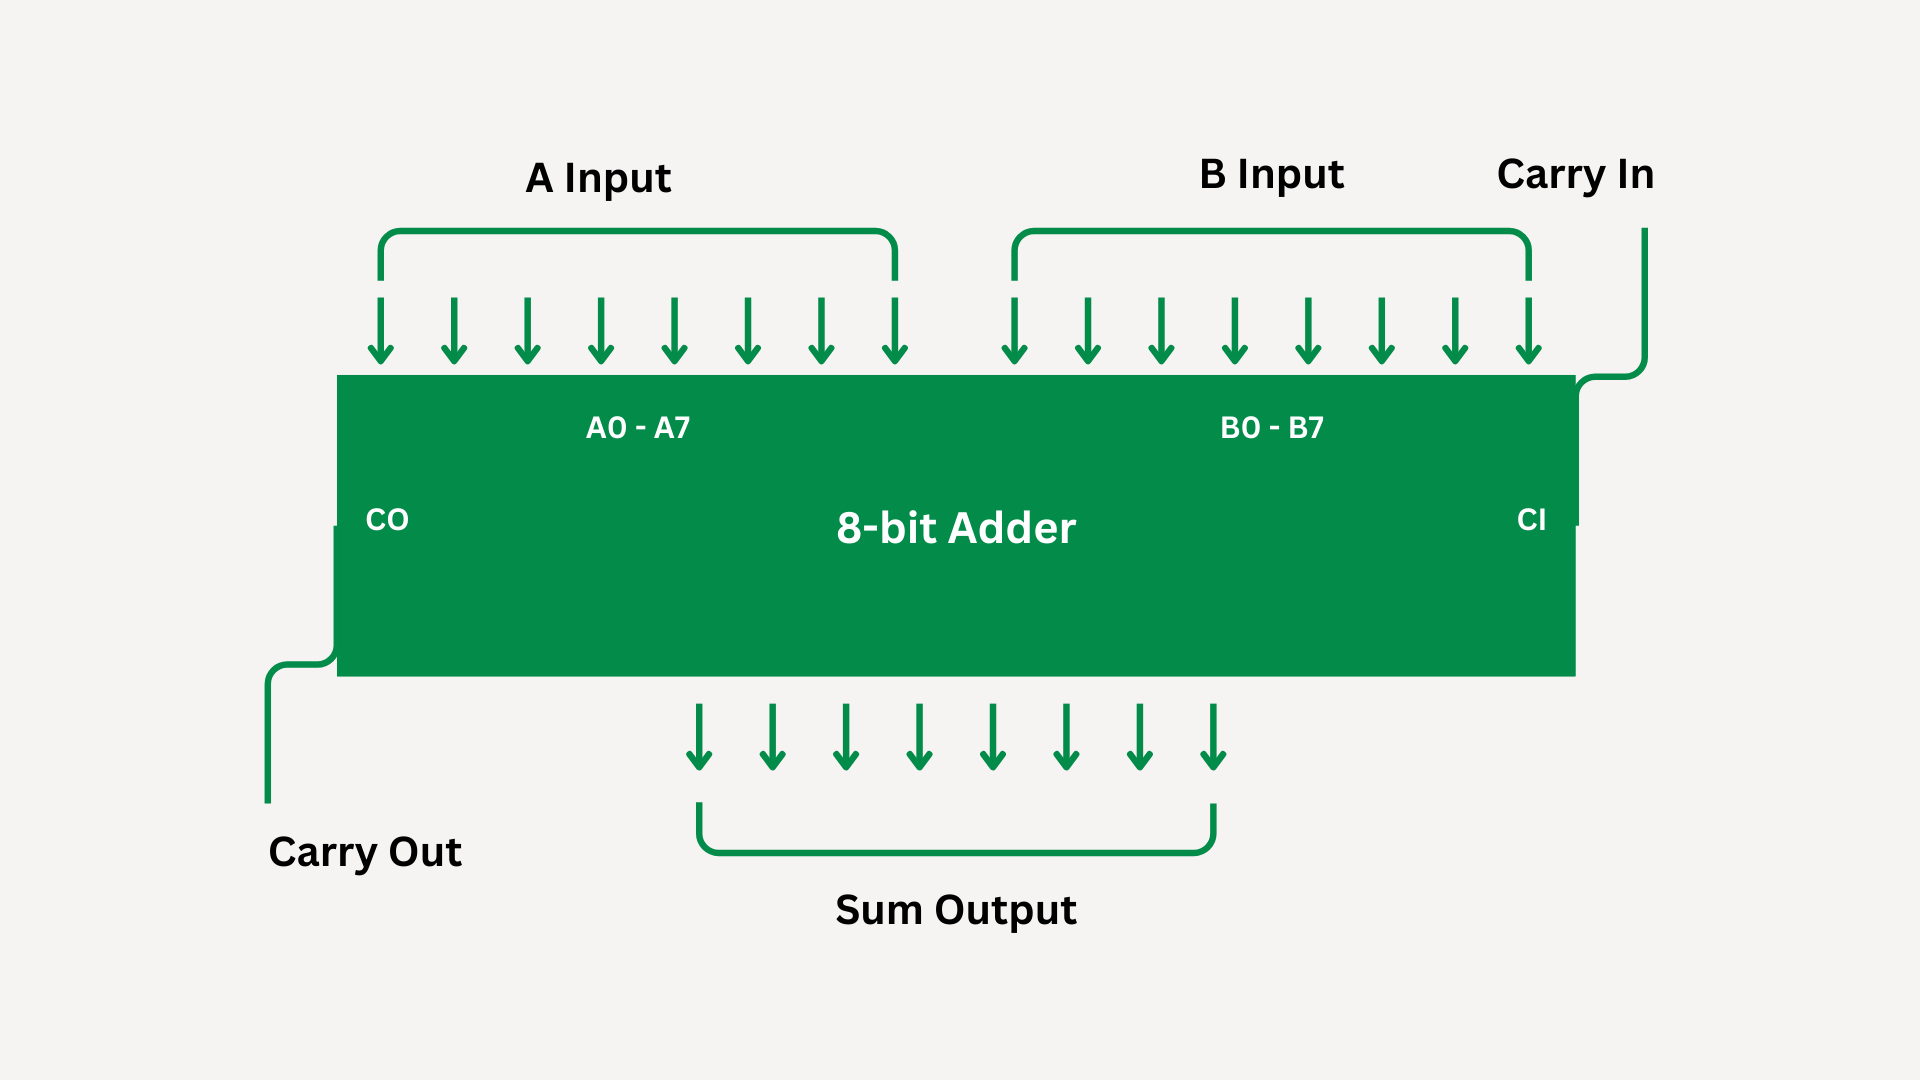 A Input
B Input
Carry In
A0 - A7
B0 - B7
CO
8-bit Adder
CI
Carry Out
Sum Output